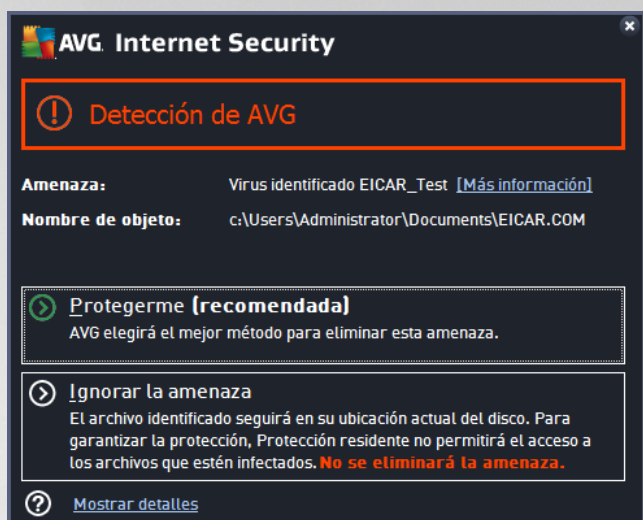 AVG. Internet Security
Detección de AVG
Amenaza: Virus identificado EICAR_Test [Más información]
Nombre de objeto: c:\Users\Administrator\Documents\EICAR.COM
Protegerme (recomendada)
AVG elegirá el mejor método para eliminar esta amenaza.
Ignorar la amenaza
El archivo identificado seguirá en su ubicación actual del disco. Para
garantizar la protección, Protección residente no permitirá el acceso a
los archivos que estén infectados. No se eliminará la amenaza.
Mostrar detalles